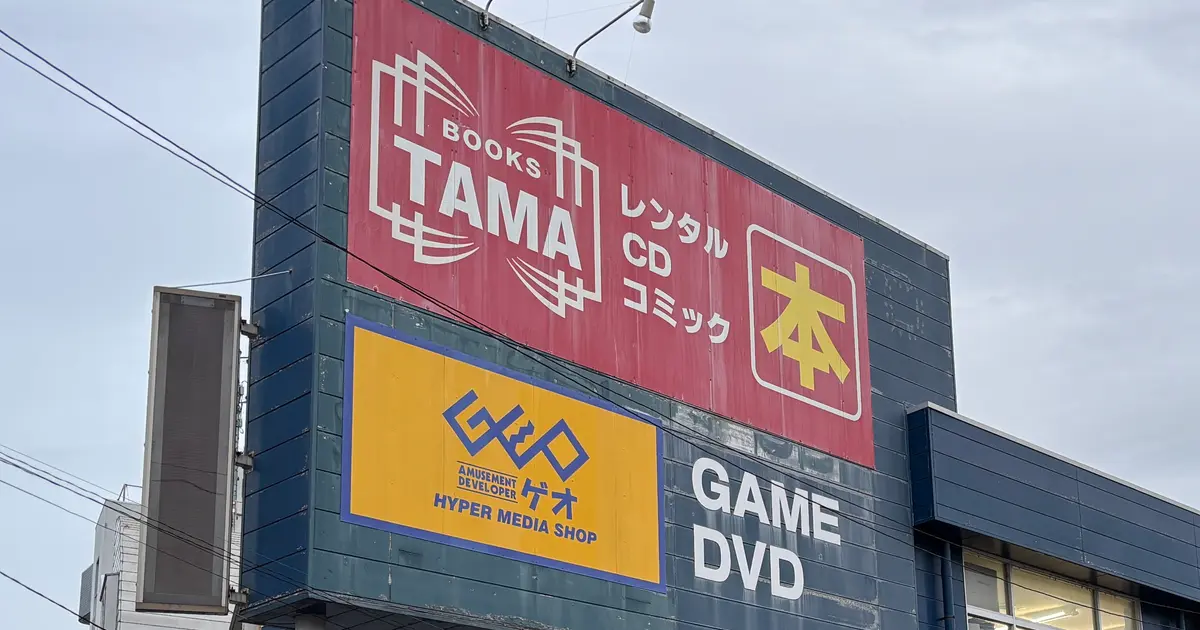 BOOKS
TAMA
レンタル
CD
コミック
本
GEO
AMUSEMENT
DEVELOPER
ゲオ
HYPER MEDIA SHOP
GAME
DVD